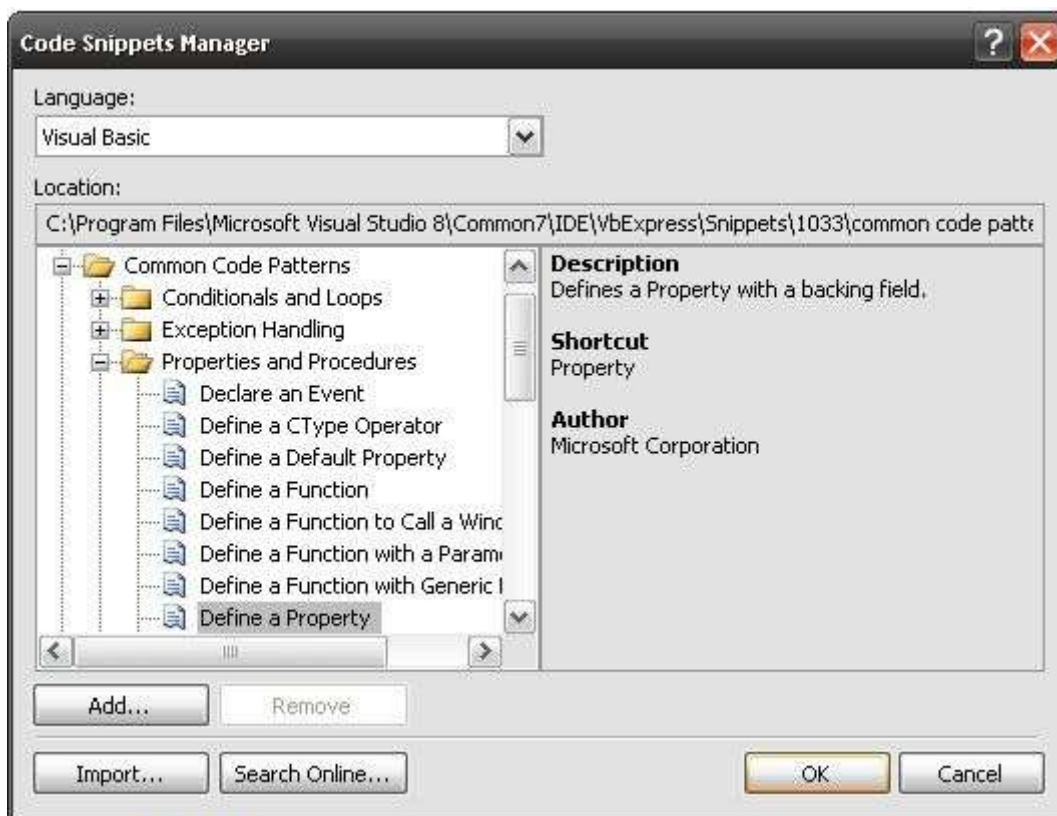 Code Snippets Manager
Language:
Visual Basic
Location:
C:\Program Files\Microsoft Visual Studio 8\Common7\IDE\VbExpress\Snippets\1033\common code patte
Common Code Patterns
Conditionals and Loops
Exception Handling
Properties and Procedures
Declare an Event
Define a CType Operator
Define a Default Property
Define a Function
Define a Function to Call a Winc
Define a Function with a Param
Define a Function with Generic
Define a Property
Description
Defines a Property with a backing field.
Shortcut
Property
Author
Microsoft Corporation
Add...
Remove
Import...
Search Online...
OK
Cancel